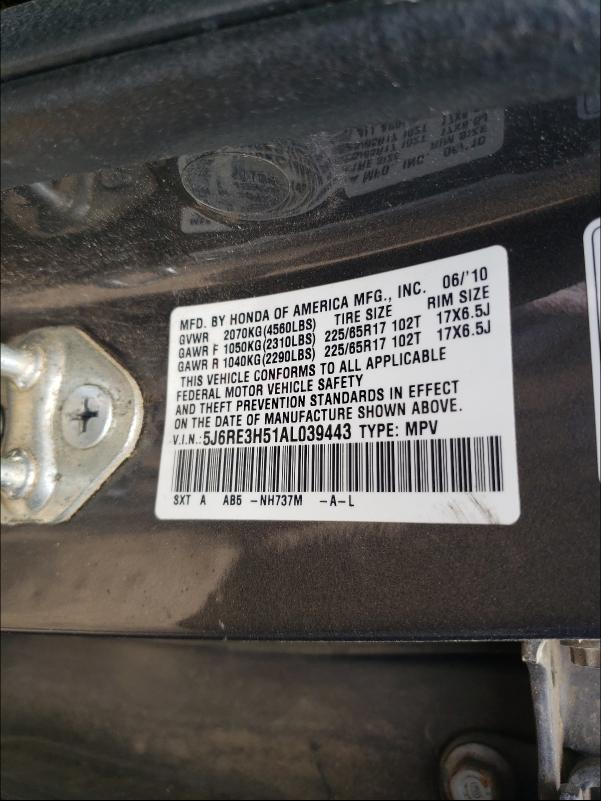 MFD. BY HONDA OF AMERICA MFG., INC. 06/'10
GVWR 2070KG(4560LBS) TIRE SIZE RIM SIZE
GAWR F 1050KG(2310LBS) 225/65R17 102T 17X6.5J
GAWR R 1040KG(2290LBS) 225/65R17 102T 17X6.5J
THIS VEHICLE CONFORMS TO ALL APPLICABLE
FEDERAL MOTOR VEHICLE SAFETY
AND THEFT PREVENTION STANDARDS IN EFFECT
ON THE DATE OF MANUFACTURE SHOWN ABOVE.
V.I.N.: 5J6RE3H51AL039443 TYPE: MPV
SXT A AB5 -NH737M -A-L